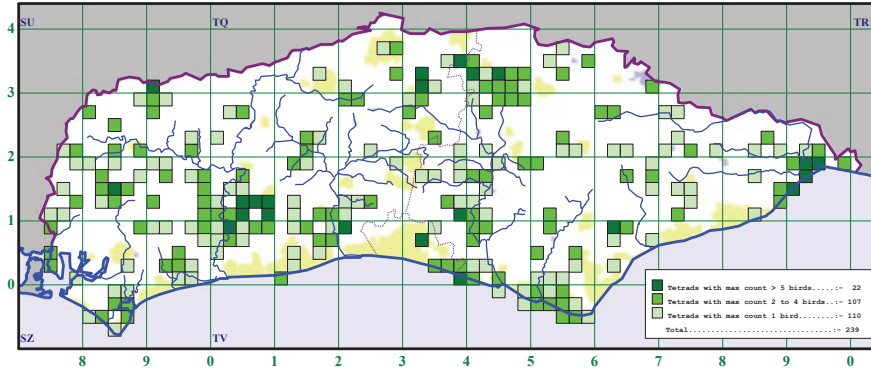 SU TQ TR
4
3
2
1
0
Tetrads with max count > 5 birds.....:- 22
Tetrads with max count 2 to 4 birds..:- 107
Tetrads with max count 1 bird........:- 110
Total...........................:- 239
SZ TV
8 9 0 1 2 3 4 5 6 7 8 9 0